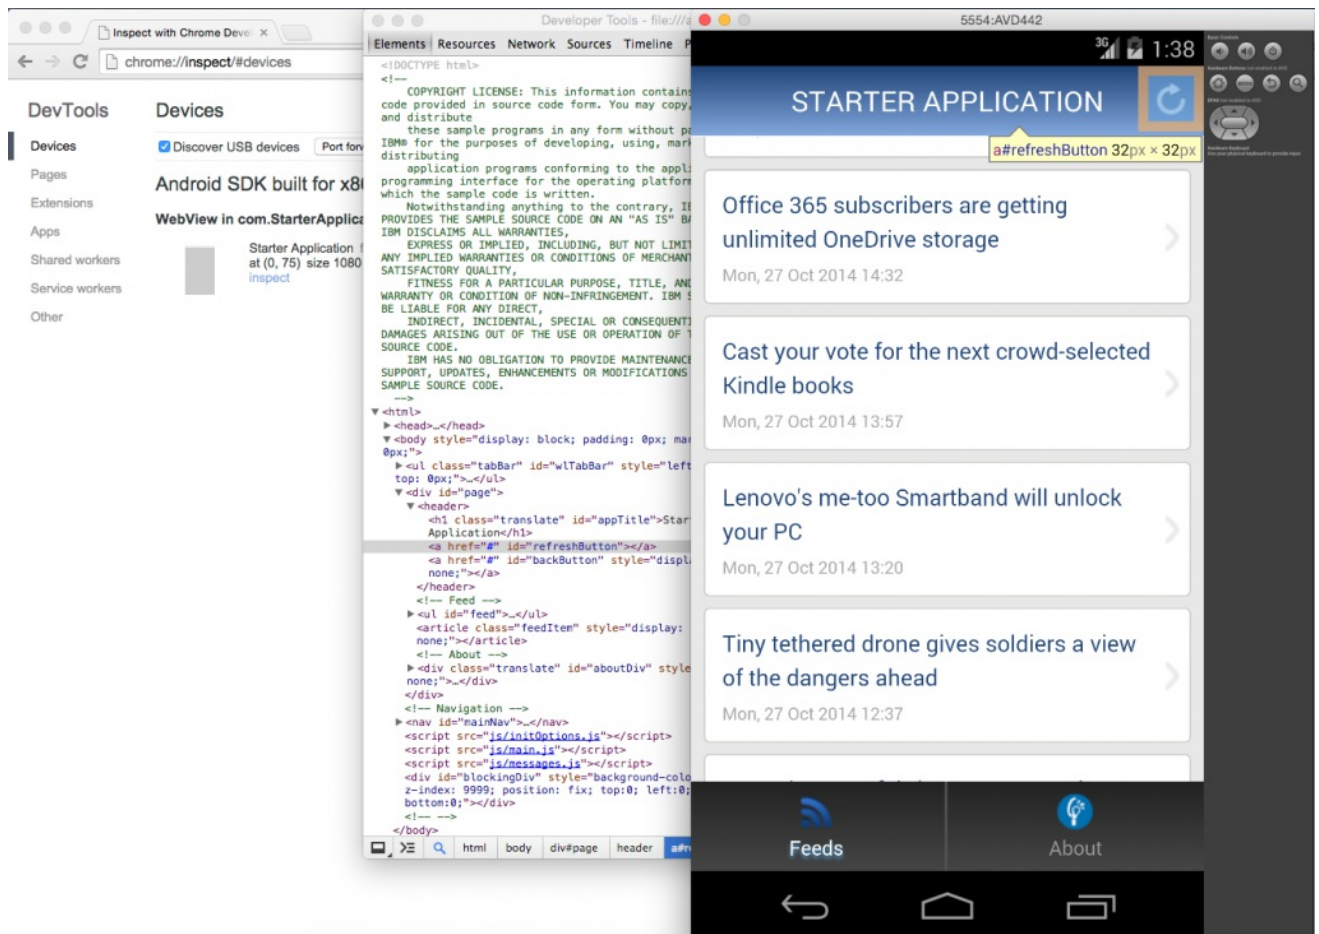 Inspect with Chrome Deve
chrome://inspect/#devices
DevTools
Devices
Pages
Extensions
Apps
Shared workers
Service workers
Other
Devices
Discover USB devices
Port forw
Android SDK built for x8
WebView in com.StarterApplica
Starter Application
at (0, 75) size 1080
inspect
Developer Tools - file:///a
Elements Resources Network Sources Timeline P
<!DOCTYPE html>
<!--
COPYRIGHT LICENSE: This information contains
code provided in source code form. You may copy,
and distribute
these sample programs in any form without pa
IBM® for the purposes of developing, using, mark
distributing
application programs conforming to the appli
programming interface for the operating platform
which the sample code is written.
Notwithstanding anything to the contrary, IB
PROVIDES THE SAMPLE SOURCE CODE ON AN "AS IS" BA
IBM DISCLAIMS ALL WARRANTIES,
EXPRESS OR IMPLIED, INCLUDING, BUT NOT LIMIT
ANY IMPLIED WARRANTIES OR CONDITIONS OF MERCHANT
SATISFACTORY QUALITY,
FITNESS FOR A PARTICULAR PURPOSE, TITLE, AND
WARRANTY OR CONDITION OF NON-INFRINGEMENT. IBM S
BE LIABLE FOR ANY DIRECT,
INDIRECT, INCIDENTAL, SPECIAL OR CONSEQUENTI
DAMAGES ARISING OUT OF THE USE OR OPERATION OF T
SOURCE CODE.
IBM HAS NO OBLIGATION TO PROVIDE MAINTENANCE
SUPPORT, UPDATES, ENHANCEMENTS OR MODIFICATIONS
SAMPLE SOURCE CODE.
-->
<html>
<head>…</head>
<body style="display: block; padding: 0px; mar
0px;">
<ul class="tabBar" id="wlTabBar" style="left
top: 0px;">…</ul>
<div id="page">
<header>
<h1 class="translate" id="appTitle">Star
Application</h1>
<a href="#" id="refreshButton"></a>
<a href="#" id="backButton" style="displ
none;"></a>
</header>
<!-- Feed -->
<ul id="feed">…</ul>
<article class="feedItem" style="display:
none;"></article>
<!-- About -->
<div class="translate" id="aboutDiv" style
none;">…</div>
</div>
<!-- Navigation -->
<nav id="mainNav">…</nav>
<script src="js/initOptions.js"></script>
<script src="js/main.js"></script>
<script src="js/messages.js"></script>
<div id="blockingDiv" style="background-colo
z-index: 9999; position: fix; top:0; left:0;
bottom:0;"></div>
<!-- -->
</body>
html body div#page header a#re
5554:AVD442
3G 1:38
STARTER APPLICATION
a#refreshButton 32px × 32px
Office 365 subscribers are getting
unlimited OneDrive storage
Mon, 27 Oct 2014 14:32
Cast your vote for the next crowd-selected
Kindle books
Mon, 27 Oct 2014 13:57
Lenovo's me-too Smartband will unlock
your PC
Mon, 27 Oct 2014 13:20
Tiny tethered drone gives soldiers a view
of the dangers ahead
Mon, 27 Oct 2014 12:37
Feeds
About